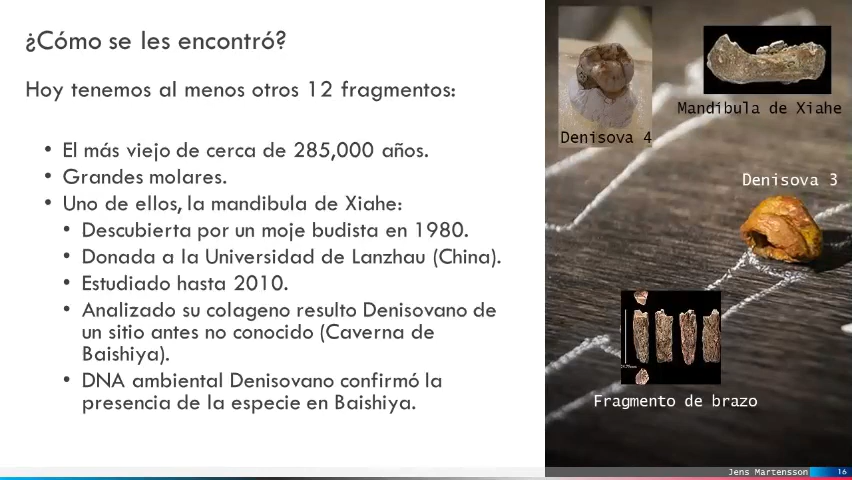 ¿Cómo se les encontró?
Hoy tenemos al menos otros 12 fragmentos:
• El más viejo de cerca de 285,000 años.
• Grandes molares.
• Uno de ellos, la mandibula de Xiahe:
• Descubierta por un moje budista en 1980.
• Donada a la Universidad de Lanzhau (China).
• Estudiado hasta 2010.
• Analizado su colageno resulto Denisovano de
un sitio antes no conocido (Caverna de
Baishiya).
• DNA ambiental Denisovano confirmó la
presencia de la especie en Baishiya.
Denisova 4
Mandíbula de Xiahe
Denisova 3
Fragmento de brazo
Jens Martensson
16